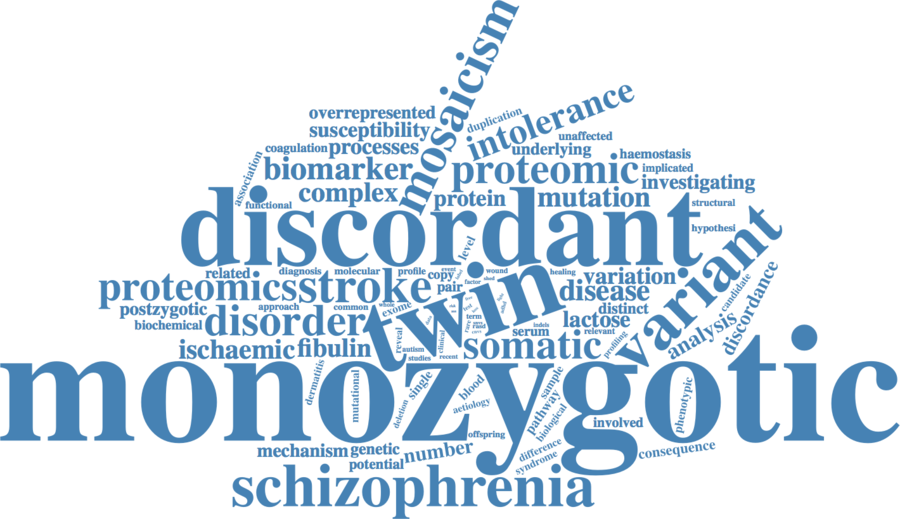 mosaicism
overrepresented
duplication
intolerance
susceptibility
unaffected
coagulation
processes
underlying
haemostasis
association
biomarker
proteomic
implicated
investigating
complex
protein
mutation
functional
structural
discordant
hypothesi
level
variant
related
diagnosis
molecular
profile
copy
event
wound
healing
variation
proteomics
stroke
twin
pair
factor
disease
candidate
discordance
postzygotic
approach
common
whole
exome
distinct
biochemical
disorder
term
serum
indels
lactose
relevant
analysis
reveal
clinical
profiling
ischaemic
fibulin
autism
studies
recent
somatic
monozygotic
dermatitis
mutational
single
deletion
blood
aetiology
sample
pathway
biological
phenotypic
involved
offspring
mechanism
genetic
number
potential
difference
syndrome
consequence
schizophrenia